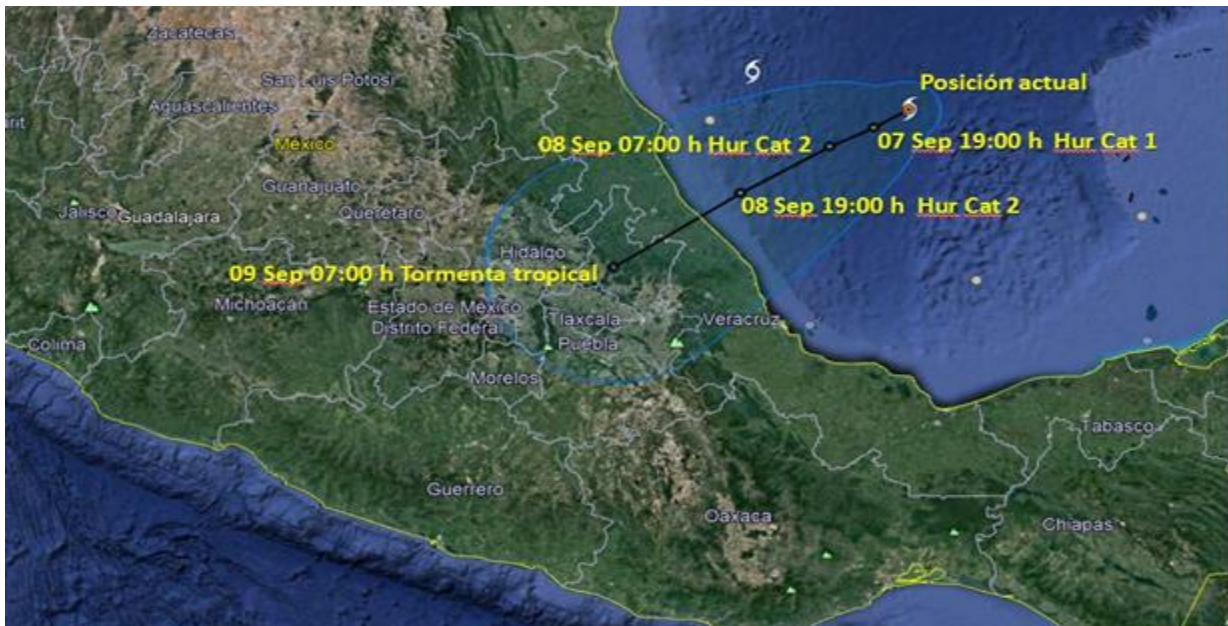 Zacatecas
San Luis Potosí
Posición actual
Aguascalientes
México
08 Sep 07:00 h Hur Cat 2
07 Sep 19:00 h Hur Cat 1
Guanajuato
Jalisco
Guadalajara
Querétaro
08 Sep 19:00 h Hur Cat 2
Hidalgo
09 Sep 07:00 h Tormenta tropical
Michoacán
Estado de México
Distrito Federal
Tlaxcala
Veracruz
Colima
Puebla
Morelos
Tabasco
Guerrero
Oaxaca
Chiapas